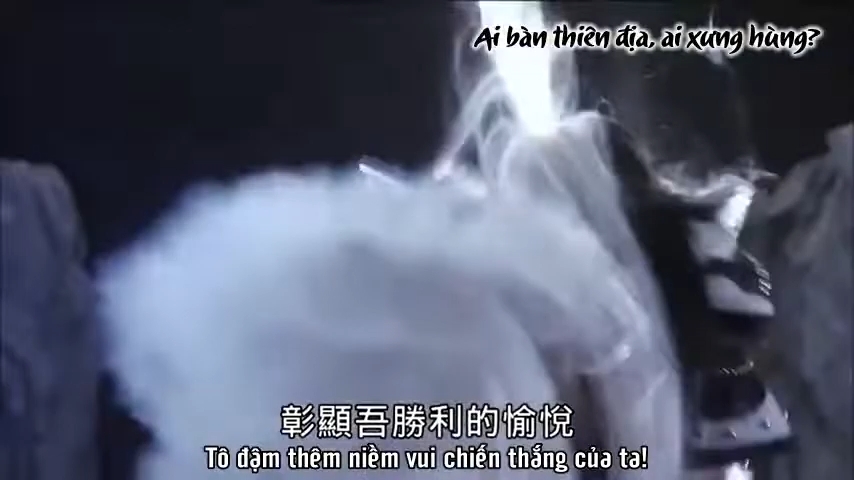 Ai bàn thiên địa, ai xưng hùng?
彰顯吾勝利的愉悅
Tô đậm thêm niềm vui chiến thắng của ta!